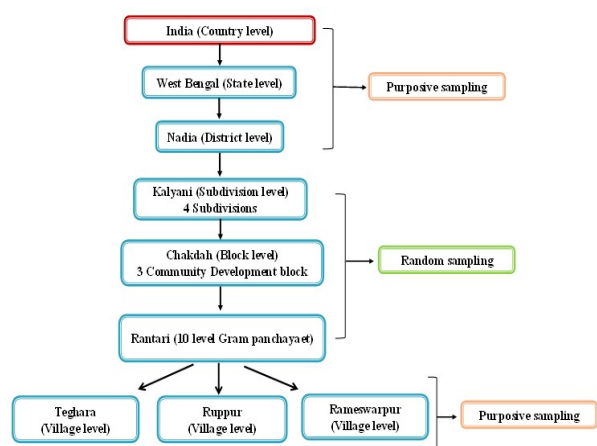 India (Country level)
West Bengal (State level)
Purposive sampling
Nadia (District level)
Kalyani (Subdivision level)
4 Subdivisions
Chakdah (Block level)
3 Community Development block
Random sampling
Rantari (10 level Gram panchayaet)
Teghara
(Village level)
Ruppur
(Village level)
Rameswarpur
(Village level)
Purposive sampling